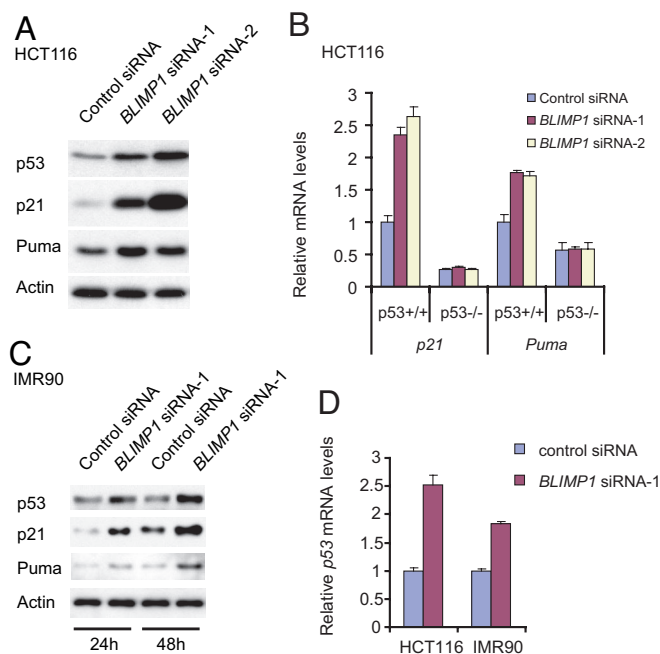 A
HCT116
Control siRNA
BLIMP1 siRNA-1
BLIMP1 siRNA-2
p53
p21
Puma
Actin
B
HCT116
Relative mRNA levels
3
2.5
2
1.5
1
0.5
0
Control siRNA
BLIMP1 siRNA-1
BLIMP1 siRNA-2
p53+/+ p53-/- p53+/+ p53-/-
p21 Puma
C
IMR90
Control siRNA
BLIMP1 siRNA-1
Control siRNA
BLIMP1 siRNA-1
p53
p21
Puma
Actin
24h 48h
D
Relative p53 mRNA levels
3
2.5
2
1.5
1
0.5
0
control siRNA
BLIMP1 siRNA-1
HCT116 IMR90